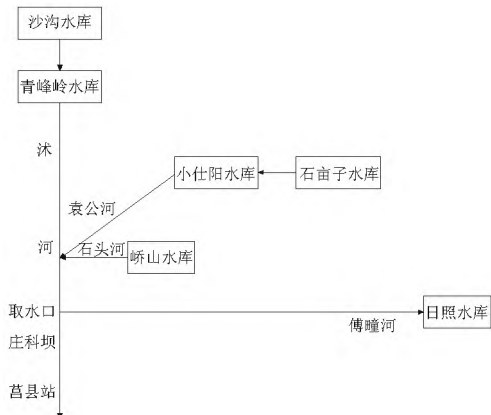 沙沟水库
青峰岭水库
沭
小仕阳水库
石亩子水库
袁公河
河
石头河
峤山水库
取水口
日照水库
傅疃河
庄科坝
莒县站